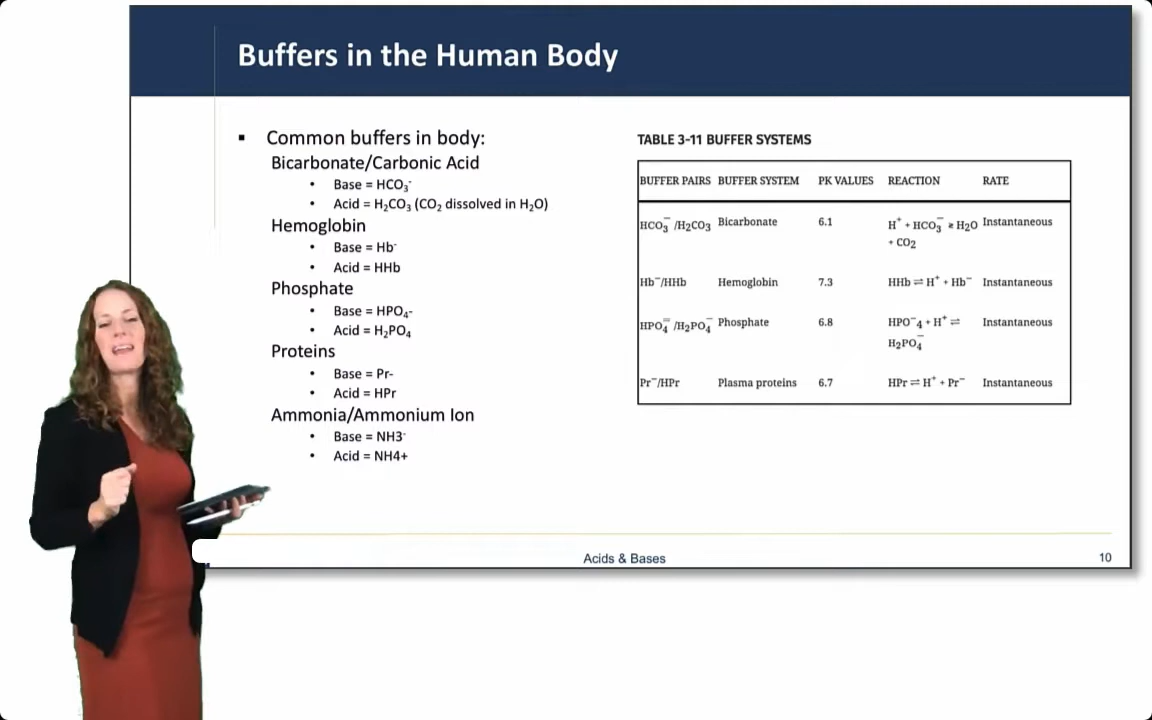 Buffers in the Human Body
▪ Common buffers in body:
Bicarbonate/Carbonic Acid
• Base = HCO₃⁻
• Acid = H₂CO₃ (CO₂ dissolved in H₂O)
Hemoglobin
• Base = Hb⁻
• Acid = HHb
Phosphate
• Base = HPO₄-
• Acid = H₂PO₄
Proteins
• Base = Pr-
• Acid = HPr
Ammonia/Ammonium Ion
• Base = NH3⁻
• Acid = NH4+
TABLE 3-11 BUFFER SYSTEMS
BUFFER PAIRS BUFFER SYSTEM PK VALUES REACTION RATE
HCO₃⁻ /H₂CO₃ Bicarbonate 6.1 H⁺ + HCO₃⁻ ⇄ H₂O Instantaneous
+ CO₂
Hb⁻/HHb Hemoglobin 7.3 HHb ⇌ H⁺ + Hb⁻ Instantaneous
HPO₄⁼ /H₂PO₄⁻ Phosphate 6.8 HPO⁻₄ + H⁺ ⇌ Instantaneous
H₂PO₄⁻
Pr⁻/HPr Plasma proteins 6.7 HPr ⇌ H⁺ + Pr⁻ Instantaneous
Acids & Bases
10